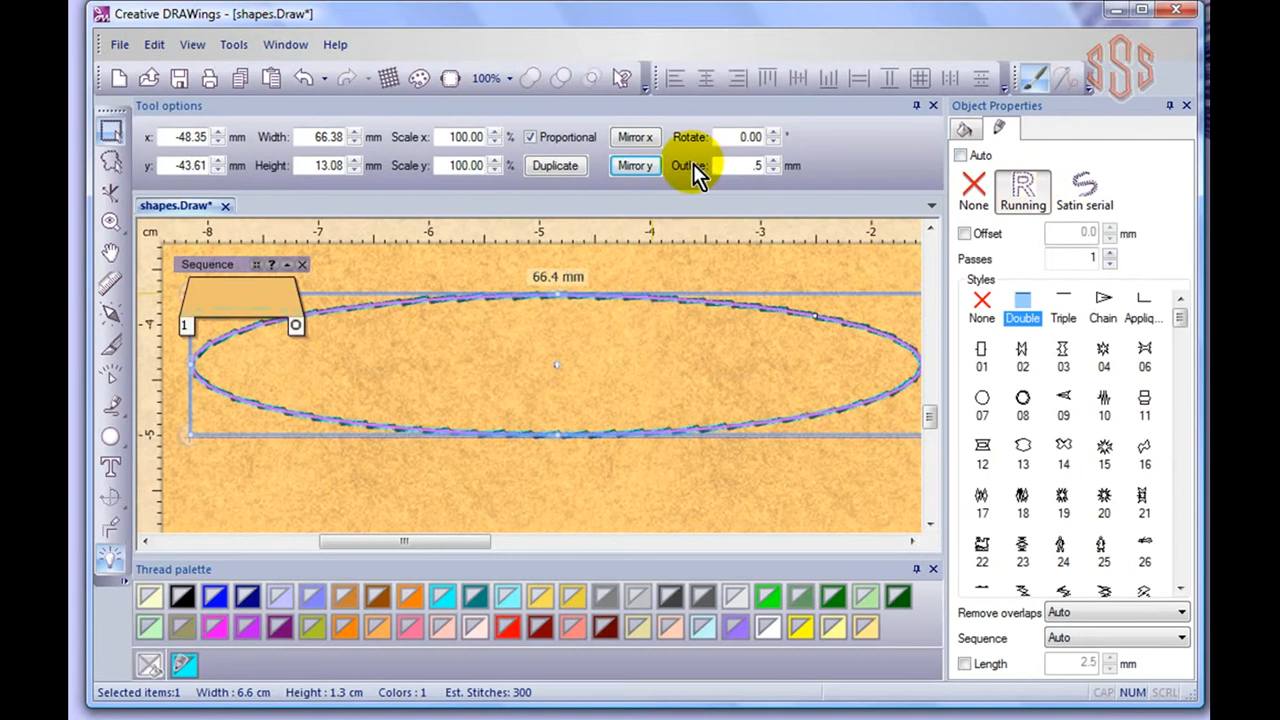 Creative DRAWings - [shapes.Draw*]
File Edit View Tools Window Help
100%
SSS
Tool options
x: -48.35 mm Width: 66.38 mm Scale x: 100.00 % Proportional Mirror x Rotate: 0.00 °
y: -43.61 mm Height: 13.08 mm Scale y: 100.00 % Duplicate Mirror y Outline: .5 mm
shapes.Draw*
cm -8 -7 -6 -5 -4 -3 -2
-4
-5
Sequence ?
1
66.4 mm
Object Properties
Auto
None Running Satin serial
Offset 0.0 mm
Passes 1
Styles
None Double Triple Chain Appliq...
01 02 03 04 06
07 08 09 10 11
12 13 14 15 16
17 18 19 20 21
22 23 24 25 26
Remove overlaps Auto
Sequence Auto
Length 2.5 mm
Thread palette
Selected items:1 Width : 6.6 cm Height : 1.3 cm Colors : 1 Est. Stitches: 300
CAP NUM SCRL